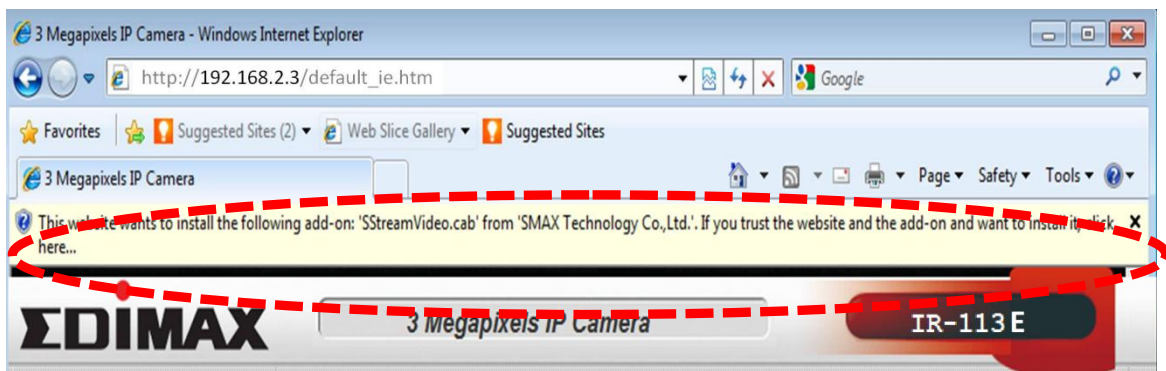 3 Megapixels IP Camera - Windows Internet Explorer
http://192.168.2.3/default_ie.htm Google
Favorites Suggested Sites (2) Web Slice Gallery Suggested Sites
3 Megapixels IP Camera Page Safety Tools
This website wants to install the following add-on: 'SStreamVideo.cab' from 'SMAX Technology Co.,Ltd.'. If you trust the website and the add-on and want to install it, click
here...
EDIMAX 3 Megapixels IP Camera IR-113E